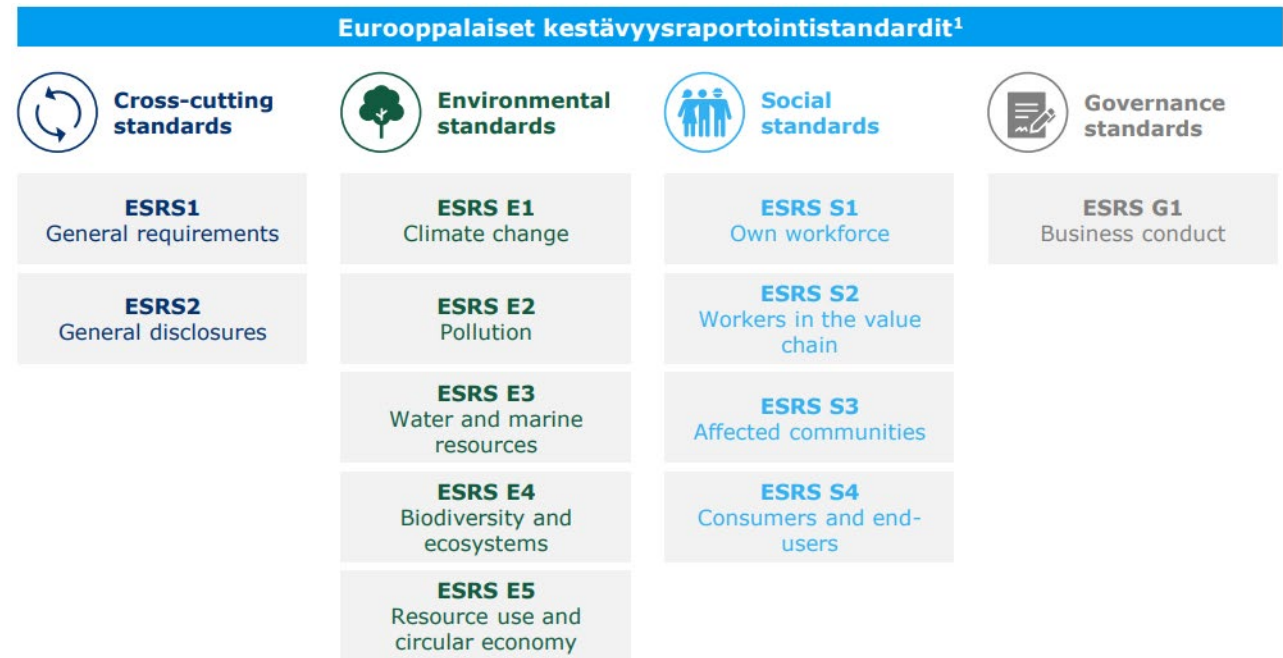 Eurooppalaiset kestävyysraportointistandardit¹
Cross-cutting
standards
ESRS1
General requirements
ESRS2
General disclosures
Environmental
standards
ESRS E1
Climate change
ESRS E2
Pollution
ESRS E3
Water and marine
resources
ESRS E4
Biodiversity and
ecosystems
ESRS E5
Resource use and
circular economy
Social
standards
ESRS S1
Own workforce
ESRS S2
Workers in the value
chain
ESRS S3
Affected communities
ESRS S4
Consumers and end-
users
Governance
standards
ESRS G1
Business conduct